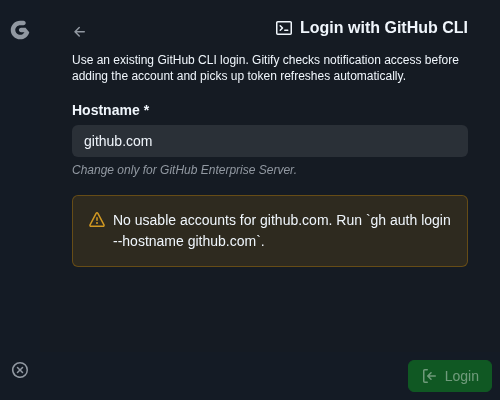 Login with GitHub CLI
Use an existing GitHub CLI login. Gitify checks notification access before
adding the account and picks up token refreshes automatically.
Hostname *
github.com
Change only for GitHub Enterprise Server.
No usable accounts for github.com. Run `gh auth login
--hostname github.com`.
Login